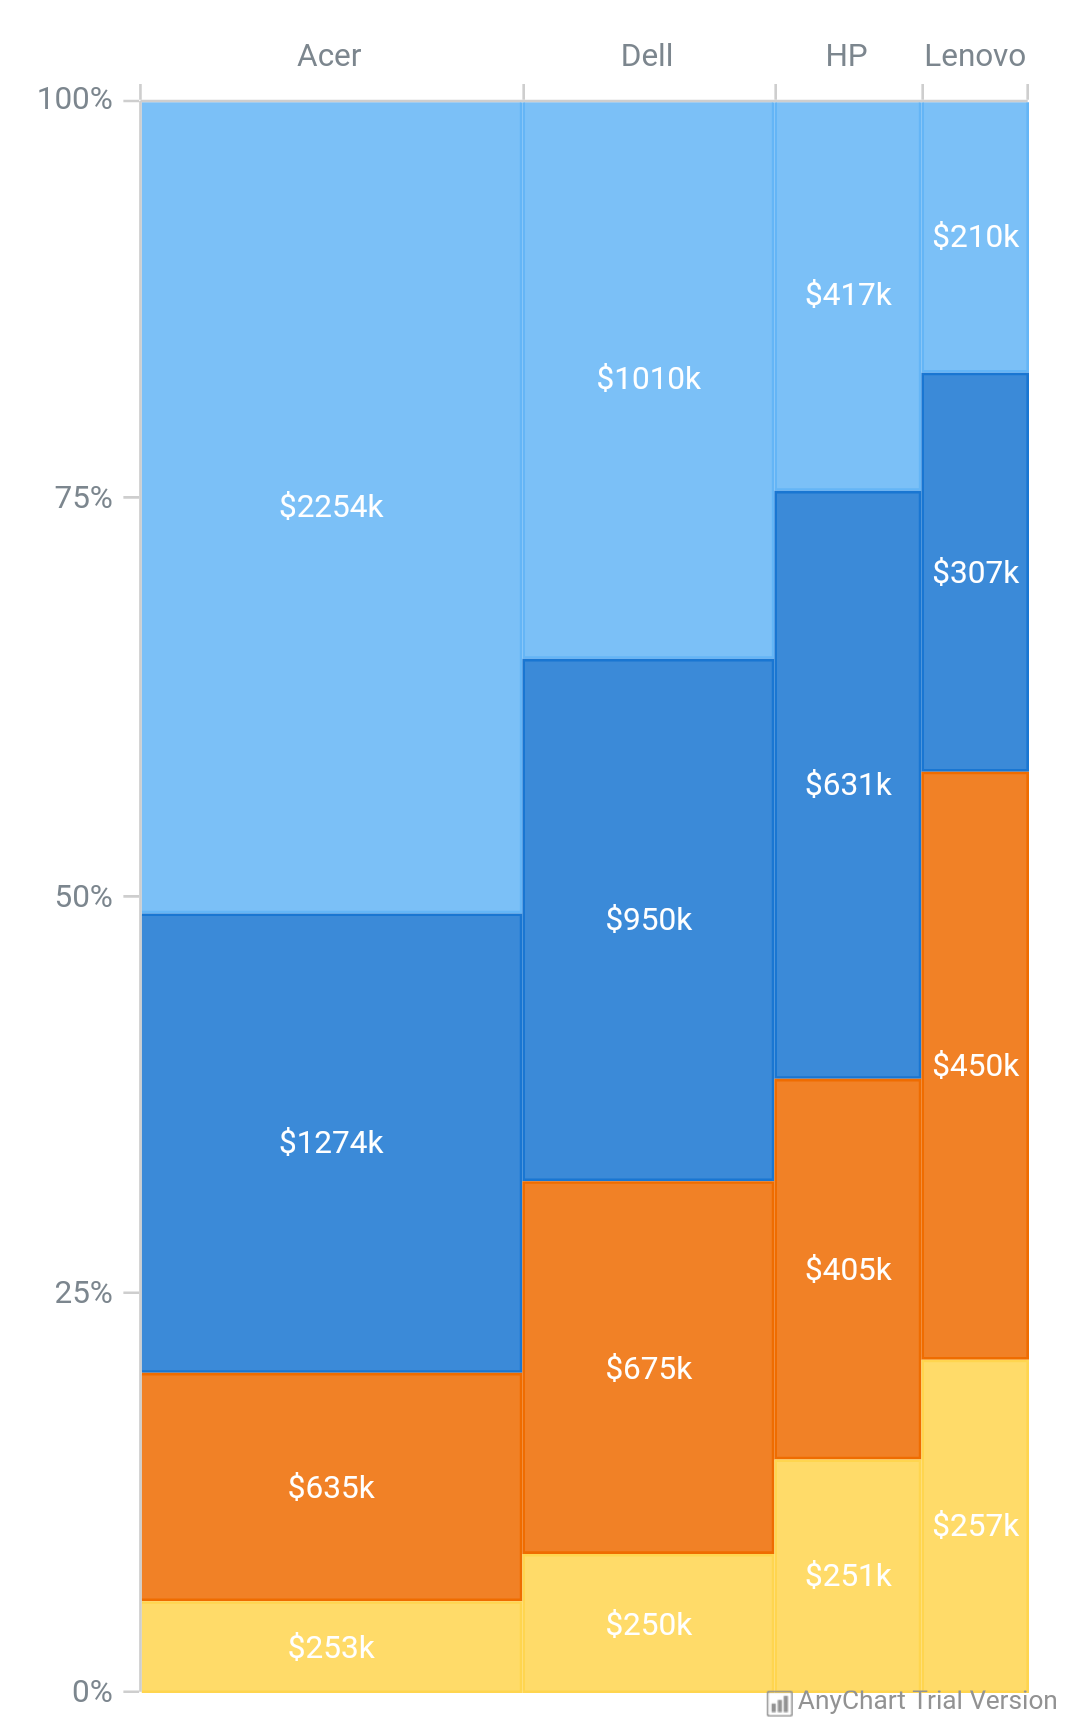 Acer Dell HP Lenovo
100%
$210k
$417k
$1010k
75%
$2254k
$307k
$631k
50%
$950k
$450k
$1274k
$405k
25%
$675k
$635k
$257k
$251k
$250k
$253k
0%
AnyChart Trial Version